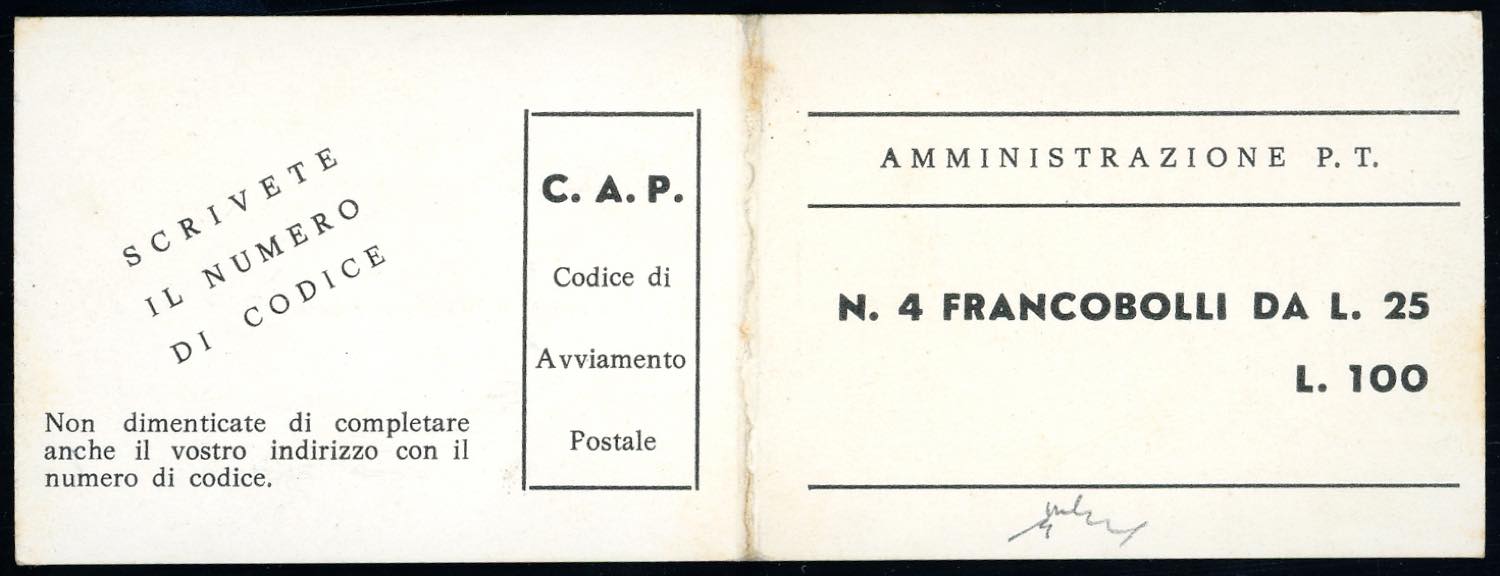 SCRIVETE
IL NUMERO
DI CODICE
Non dimenticate di completare
anche il vostro indirizzo con il
numero di codice.
C. A. P.
Codice di
Avviamento
Postale
AMMINISTRAZIONE P. T.
N. 4 FRANCOBOLLI DA L. 25
L. 100